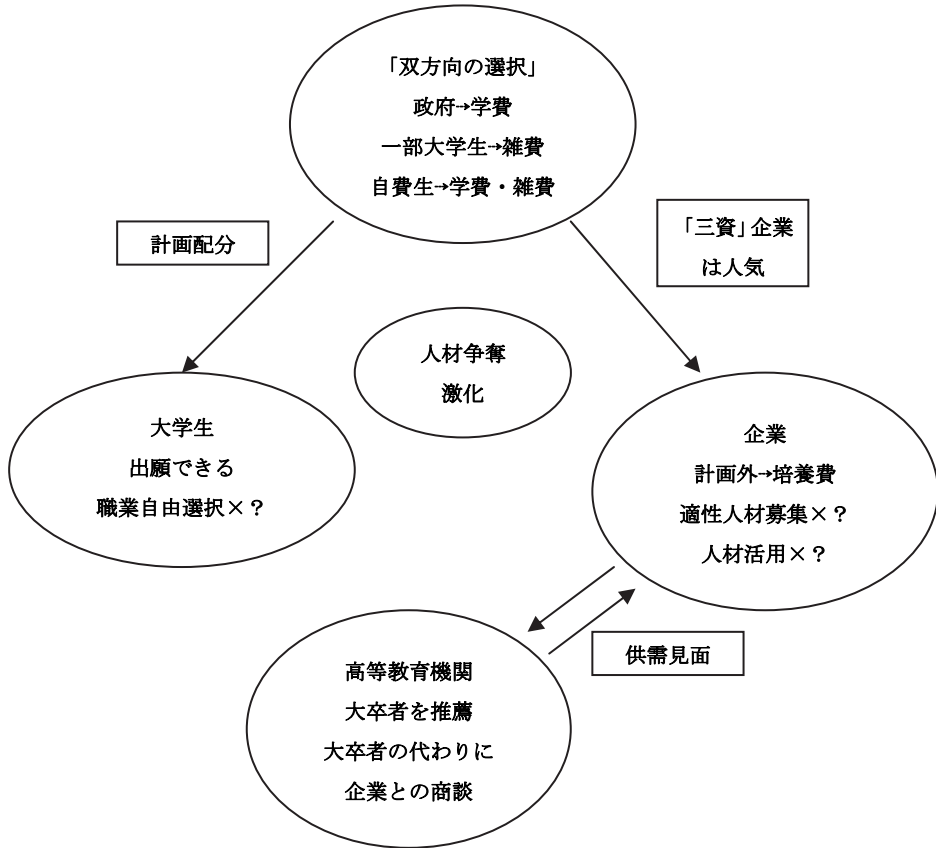 「双方向の選択」
政府→学費
一部大学生→雑費
自費生→学費・雑費
計画配分
「三資」企業
は人気
人材争奪
激化
大学生
出願できる
職業自由選択×？
企業
計画外→培養費
適性人材募集×？
人材活用×？
供需見面
高等教育機関
大卒者を推薦
大卒者の代わりに
企業との商談